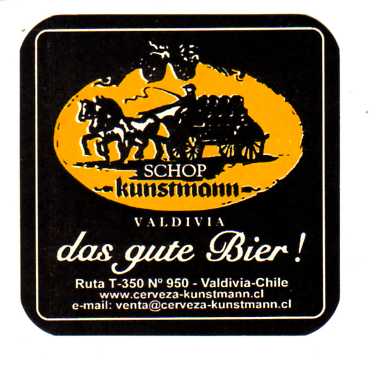 SCHOP
kunstmann
VALDIVIA
das gute Bier!
Ruta T-350 Nº 950 - Valdivia-Chile
www.cerveza-kunstmann.cl
e-mail: venta@cerveza-kunstmann.cl